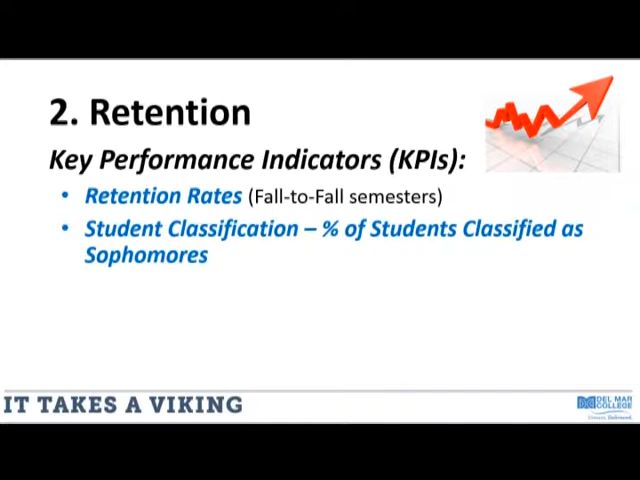 2. Retention
Key Performance Indicators (KPIs):
• Retention Rates (Fall-to-Fall semesters)
• Student Classification – % of Students Classified as
Sophomores
IT TAKES A VIKING
DEL MAR
COLLEGE